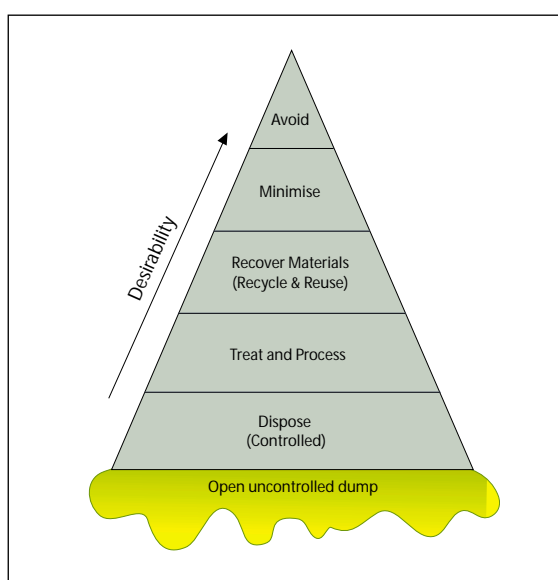 Avoid
Minimise
Desirability
Recover Materials
(Recycle & Reuse)
Treat and Process
Dispose
(Controlled)
Open uncontrolled dump